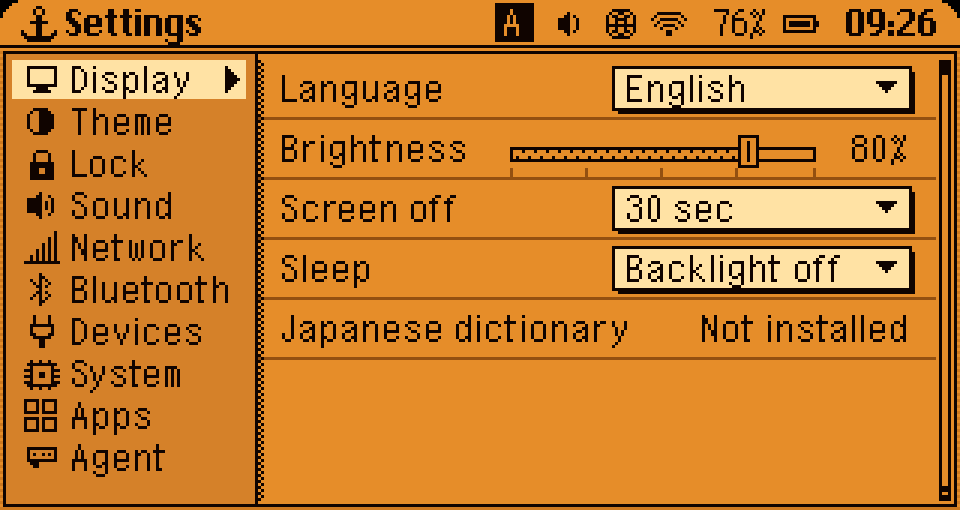 Settings A 76% 09:26
Display
Theme
Lock
Sound
Network
Bluetooth
Devices
System
Apps
Agent
Language English
Brightness 80%
Screen off 30 sec
Sleep Backlight off
Japanese dictionary Not installed